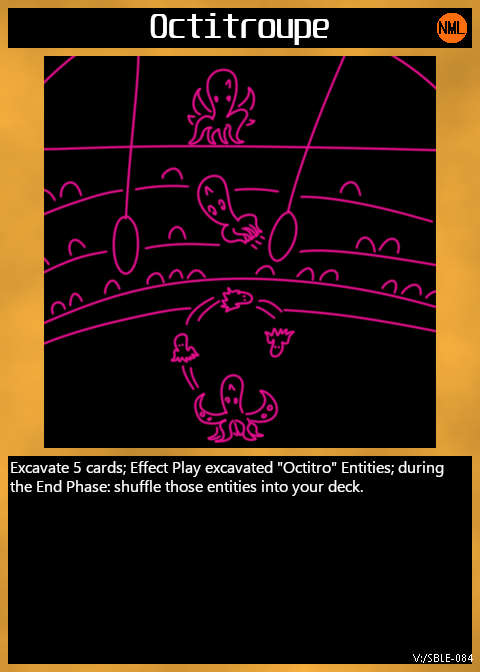 Octitroupe
NML
Excavate 5 cards; Effect Play excavated "Octitro" Entities; during
the End Phase: shuffle those entities into your deck.
V:/SBLE-084